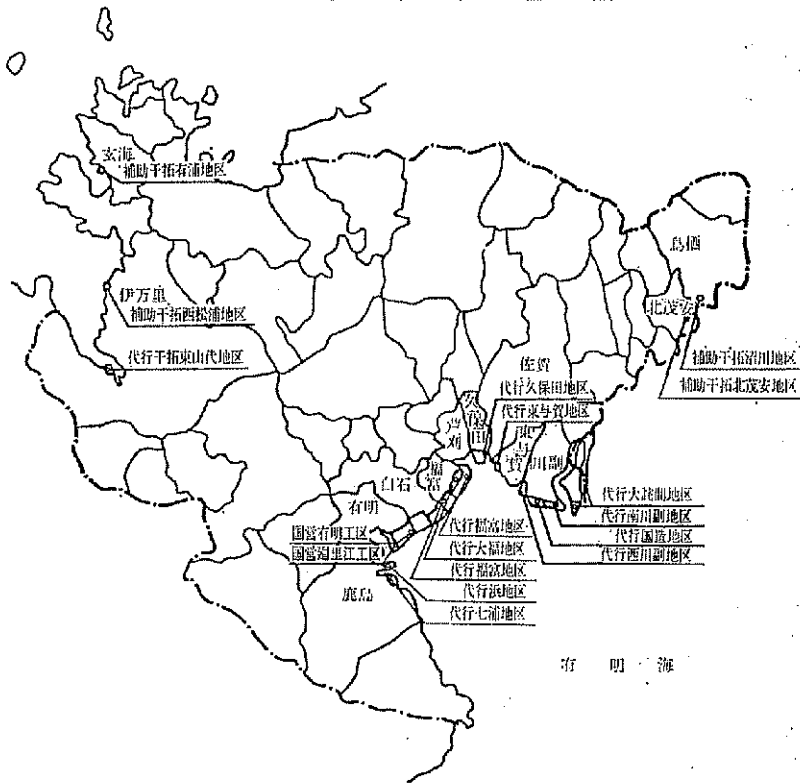 玄海
補助干拓有浦地区
鳥栖
伊万里
補助干拓西松浦地区
北茂安
代行干拓東山代地区
補助干拓沼川地区
補助干拓北茂安地区
佐賀
代行久保田地区
代行東与賀地区
久保田
芦刈
東与賀
川副
福富
白石
有明
代行大詫間地区
代行南川副地区
代行国造地区
代行西川副地区
国営有明工区
国営廻里江工区
代行福富地区
代行大福地区
代行福富地区
代行浜地区
代行七浦地区
鹿島
有明海